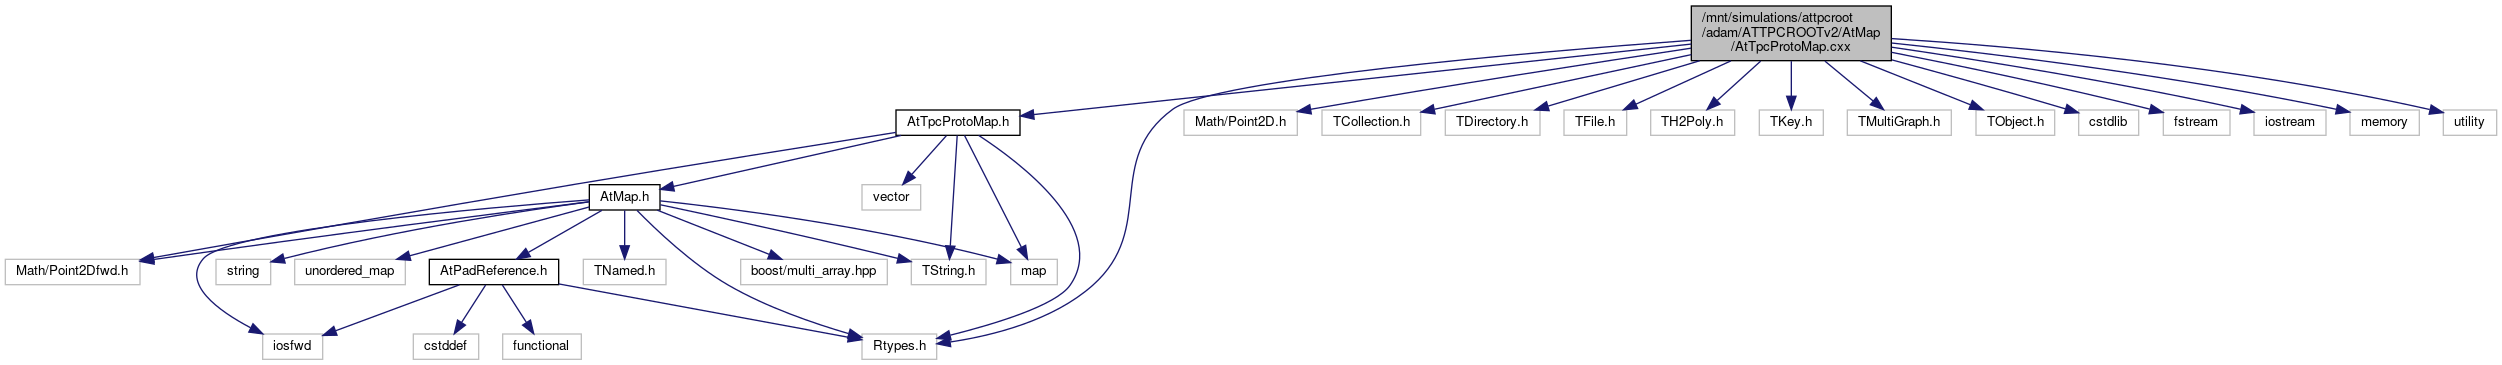 /mnt/simulations/attpcroot
/adam/ATTPCROOTv2/AtMap
/AtTpcProtoMap.cxx
AtTpcProtoMap.h
Math/Point2D.h
TCollection.h
TDirectory.h
TFile.h
TH2Poly.h
TKey.h
TMultiGraph.h
TObject.h
cstdlib
fstream
iostream
memory
utility
AtMap.h
vector
Math/Point2Dfwd.h
string
unordered_map
AtPadReference.h
TNamed.h
boost/multi_array.hpp
TString.h
map
iosfwd
cstddef
functional
Rtypes.h